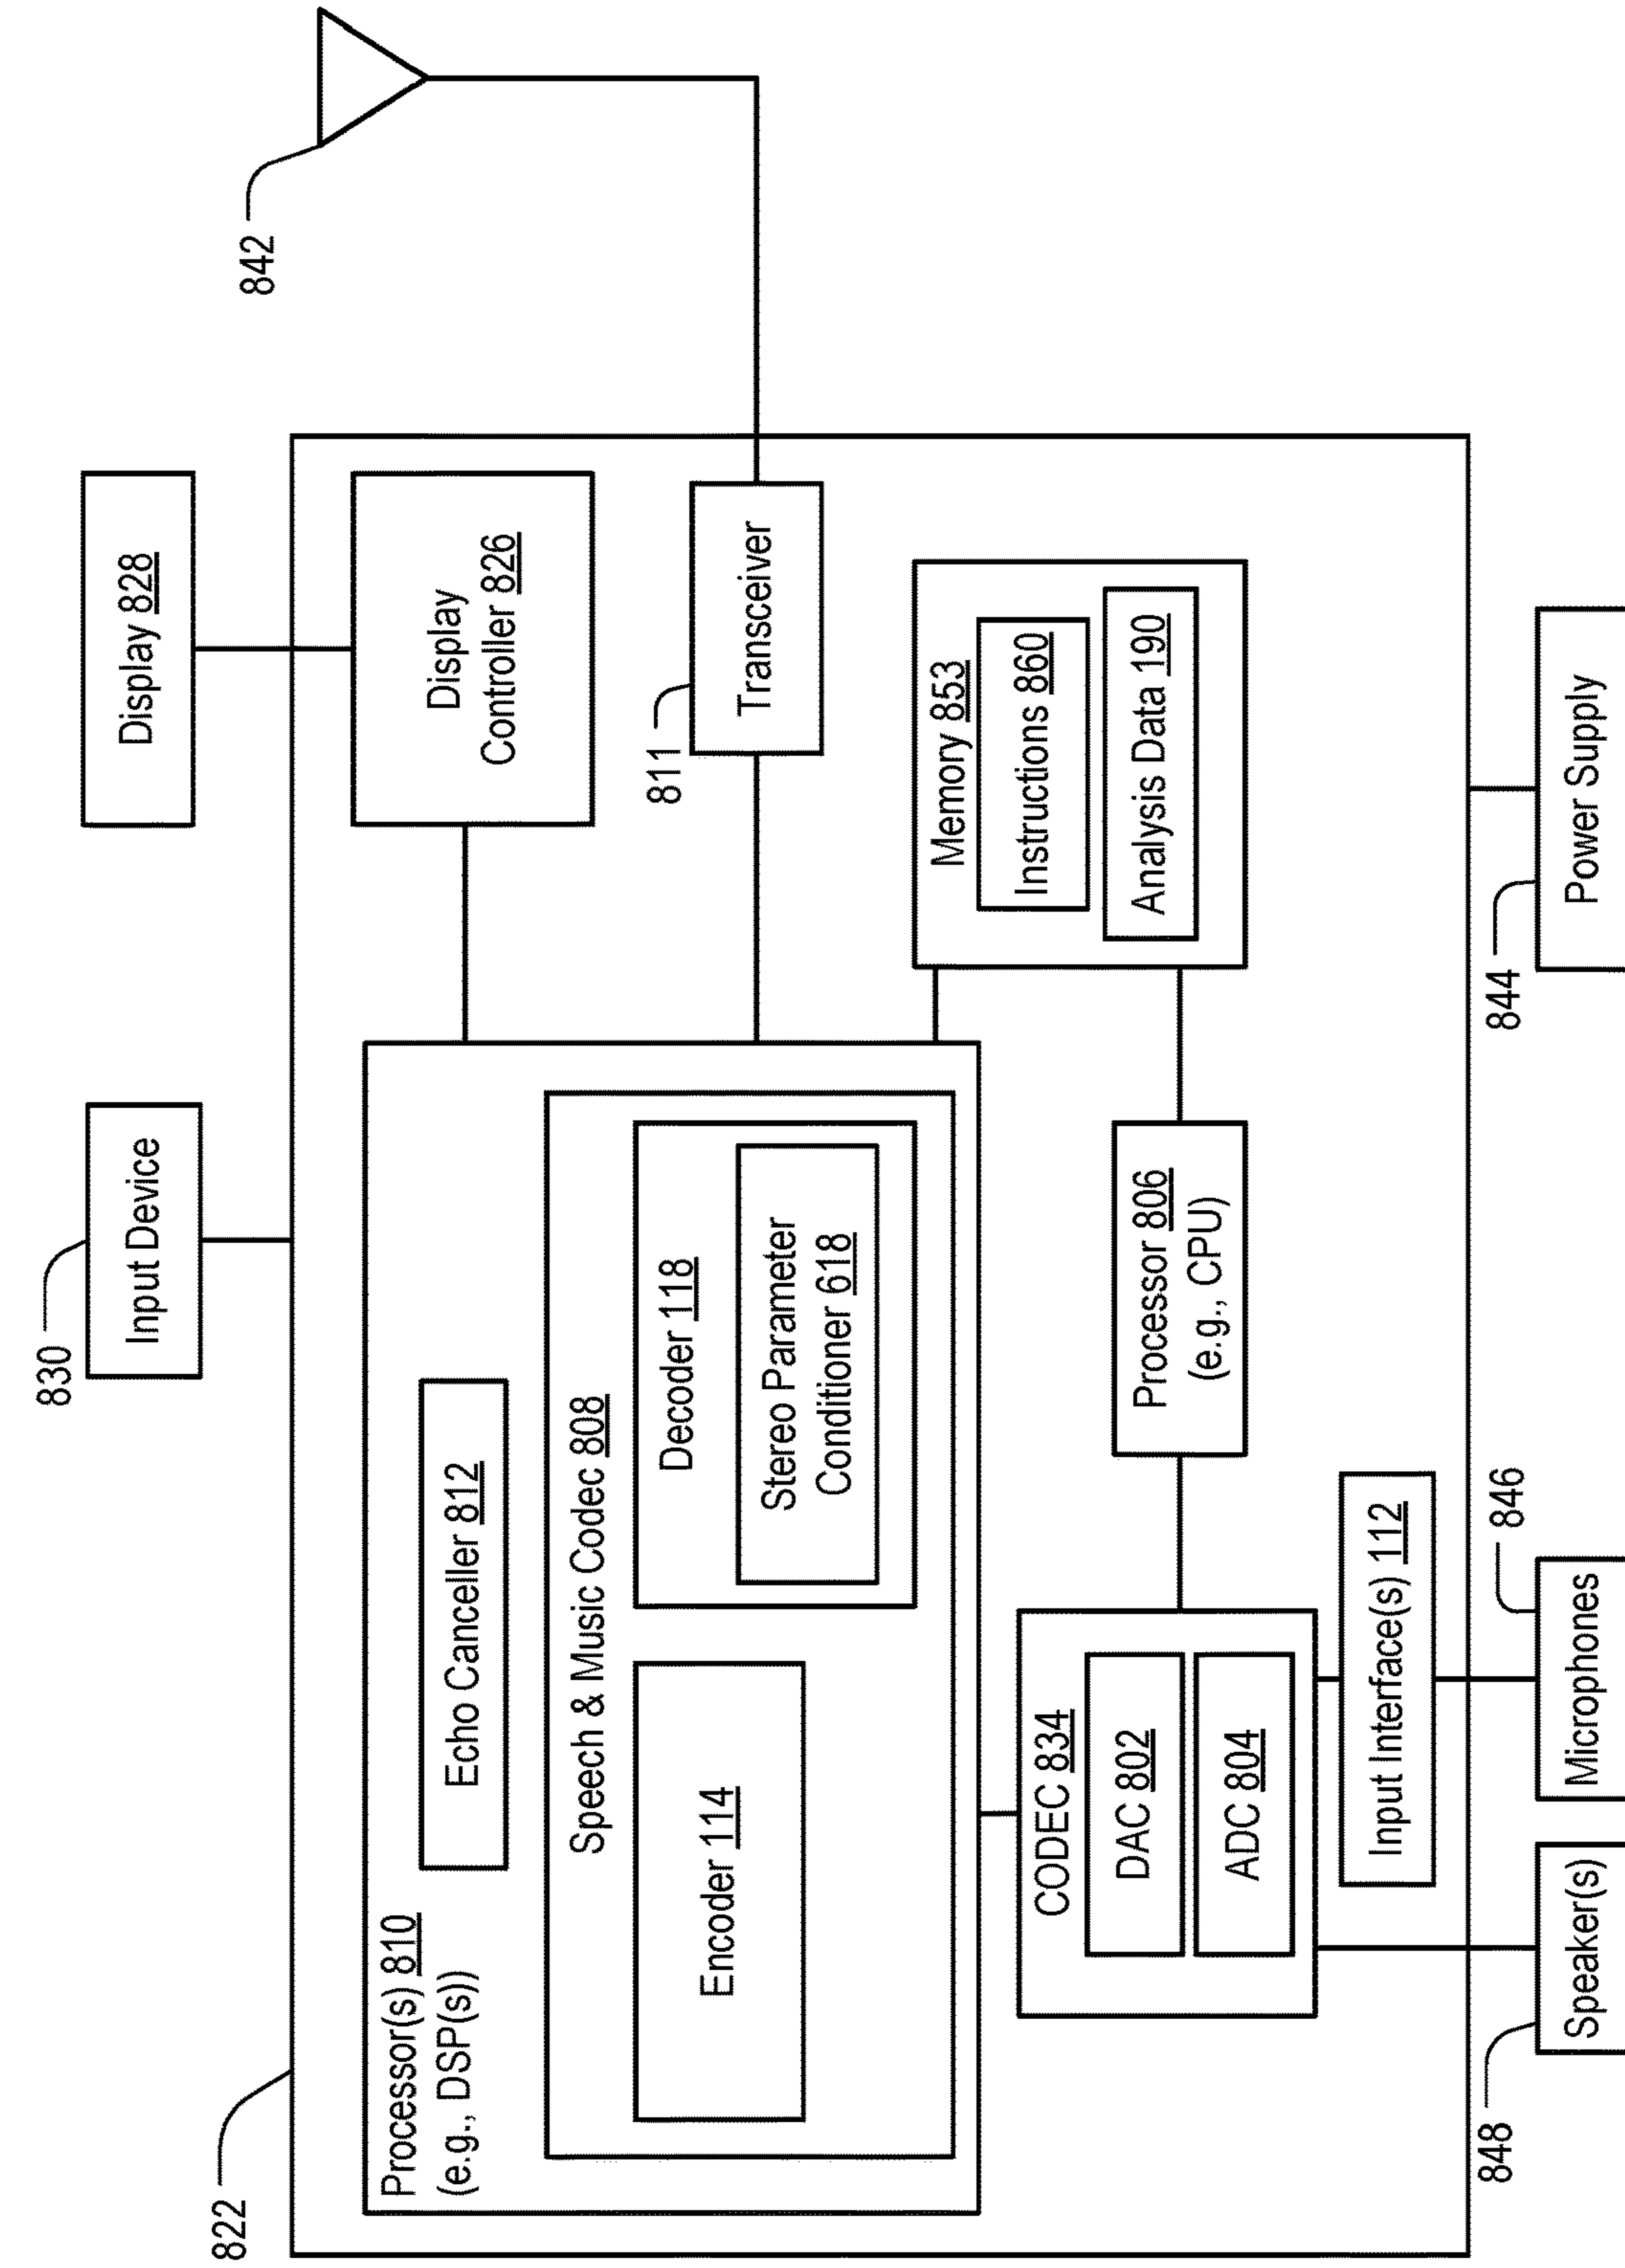 842
830
Input Device
Display 828
822
Processor(s) 810
(e.g., DSP(s))
Echo Canceller 812
Display
Controller 826
Speech & Music Codec 808
Encoder 114
Decoder 118
Stereo Parameter
Conditioner 618
811
Transceiver
Memory 853
Instructions 860
Analysis Data 190
CODEC 834
DAC 802
ADC 804
Processor 806
(e.g., CPU)
Input Interface(s) 112
848
Speaker(s)
846
Microphones
844
Power Supply